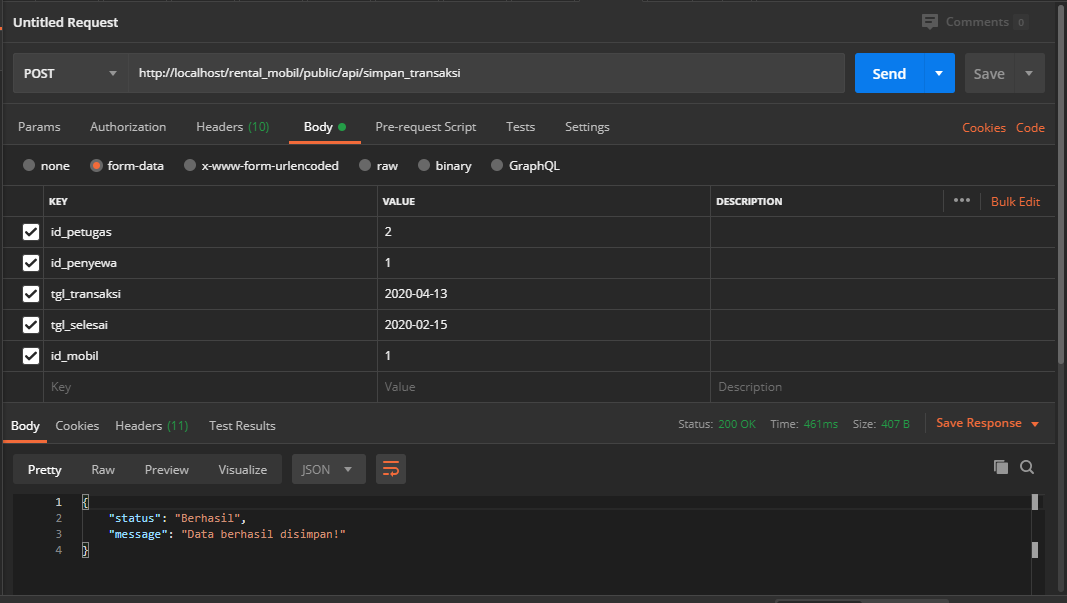 Untitled Request Comments 0
POST http://localhost/rental_mobil/public/api/simpan_transaksi Send Save
Params Authorization Headers (10) Body Pre-request Script Tests Settings Cookies Code
none form-data x-www-form-urlencoded raw binary GraphQL
KEY VALUE DESCRIPTION ••• Bulk Edit
id_petugas 2
id_penyewa 1
tgl_transaksi 2020-04-13
tgl_selesai 2020-02-15
id_mobil 1
Key Value Description
Body Cookies Headers (11) Test Results Status: 200 OK Time: 461ms Size: 407 B Save Response
Pretty Raw Preview Visualize JSON
1 {
2 "status": "Berhasil",
3 "message": "Data berhasil disimpan!"
4 }